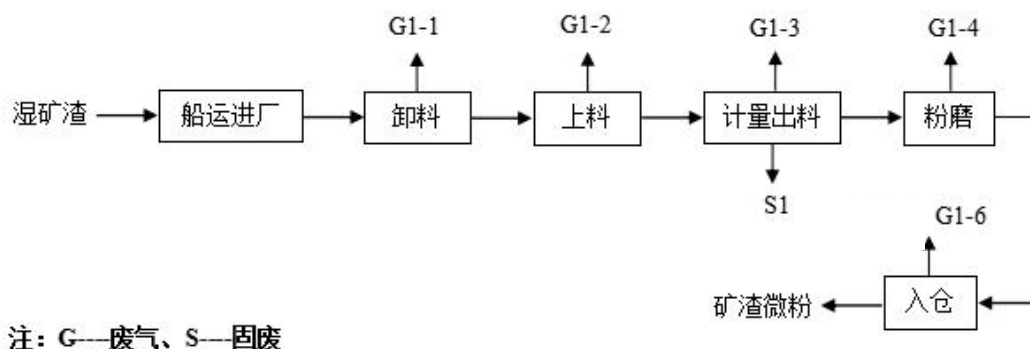 G1-1 G1-2 G1-3 G1-4
湿矿渣 船运进厂 卸料 上料 计量出料 粉磨
S1
G1-6
矿渣微粉 入仓
注：G----废气、S----固废